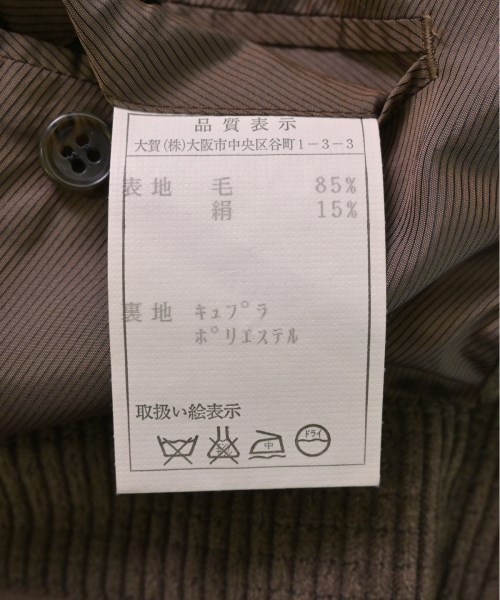 品質表示
大賀(株)大阪市中央区谷町1-3-3
表地 毛 85%
絹 15%
裏地 キュプラ
ポリエステル
取扱い絵表示
中 ドライ